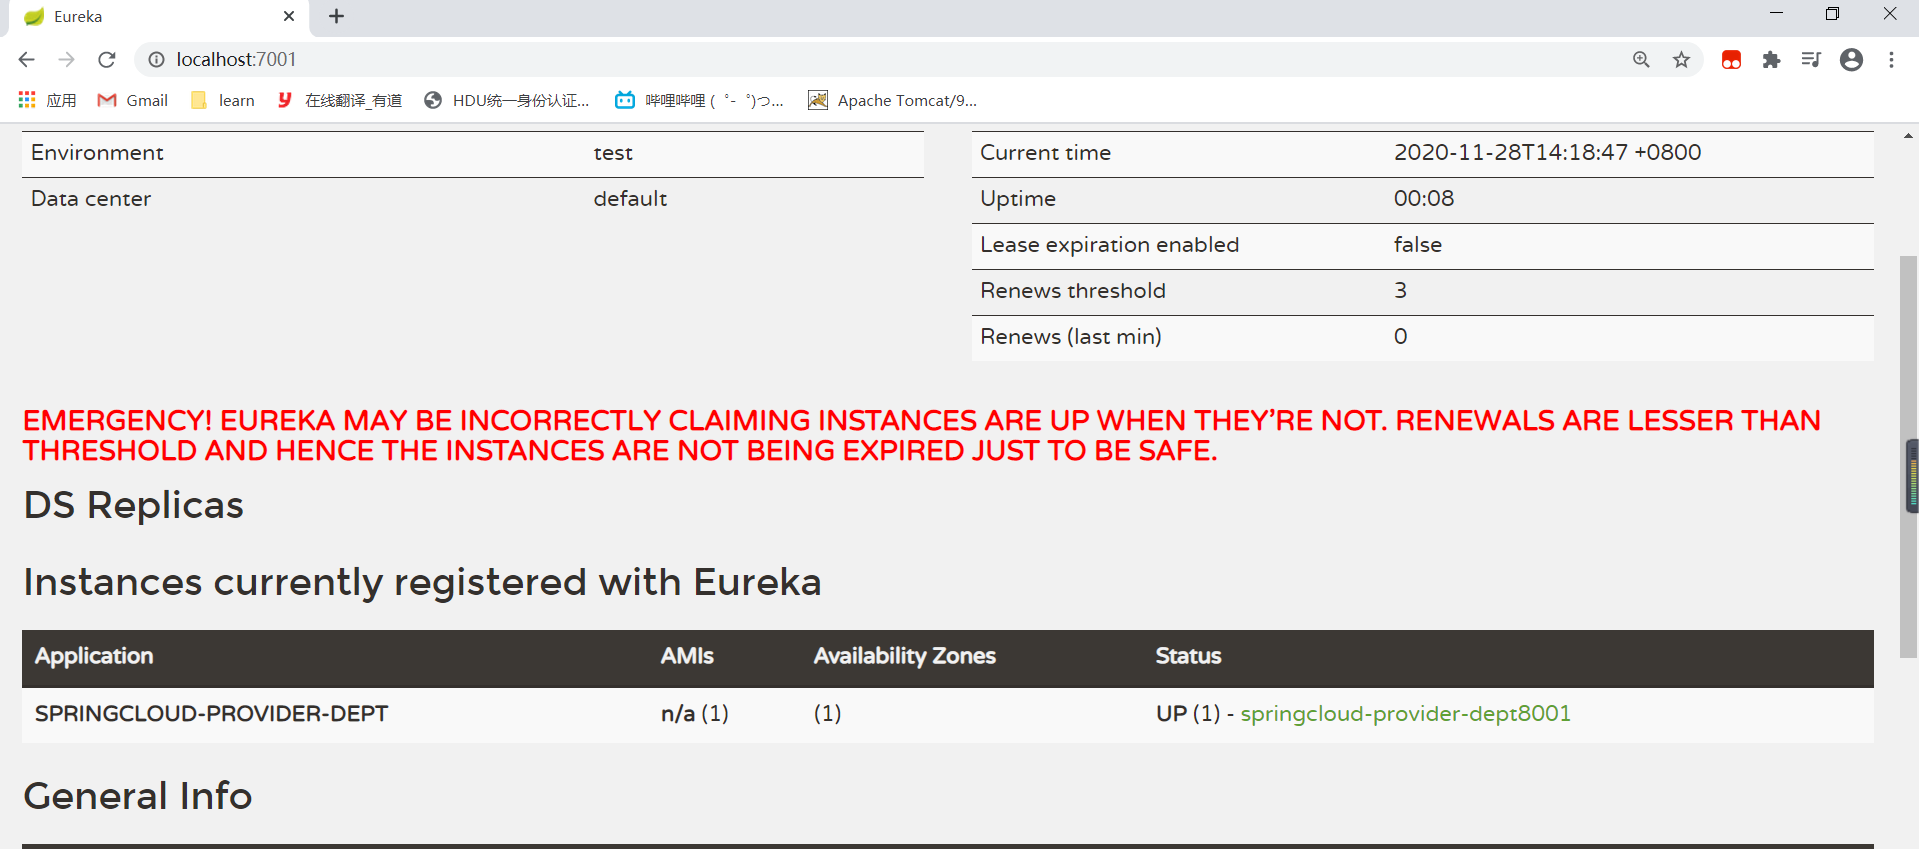 Eureka
localhost:7001
应用 Gmail learn 在线翻译_有道 HDU统一身份认证... 哔哩哔哩 ( ゜- ゜)つ... Apache Tomcat/9...
Environment test
Data center default
Current time 2020-11-28T14:18:47 +0800
Uptime 00:08
Lease expiration enabled false
Renews threshold 3
Renews (last min) 0
EMERGENCY! EUREKA MAY BE INCORRECTLY CLAIMING INSTANCES ARE UP WHEN THEY’RE NOT. RENEWALS ARE LESSER THAN
THRESHOLD AND HENCE THE INSTANCES ARE NOT BEING EXPIRED JUST TO BE SAFE.
DS Replicas
Instances currently registered with Eureka
Application AMIs Availability Zones Status
SPRINGCLOUD-PROVIDER-DEPT n/a (1) (1) UP (1) - springcloud-provider-dept8001
General Info